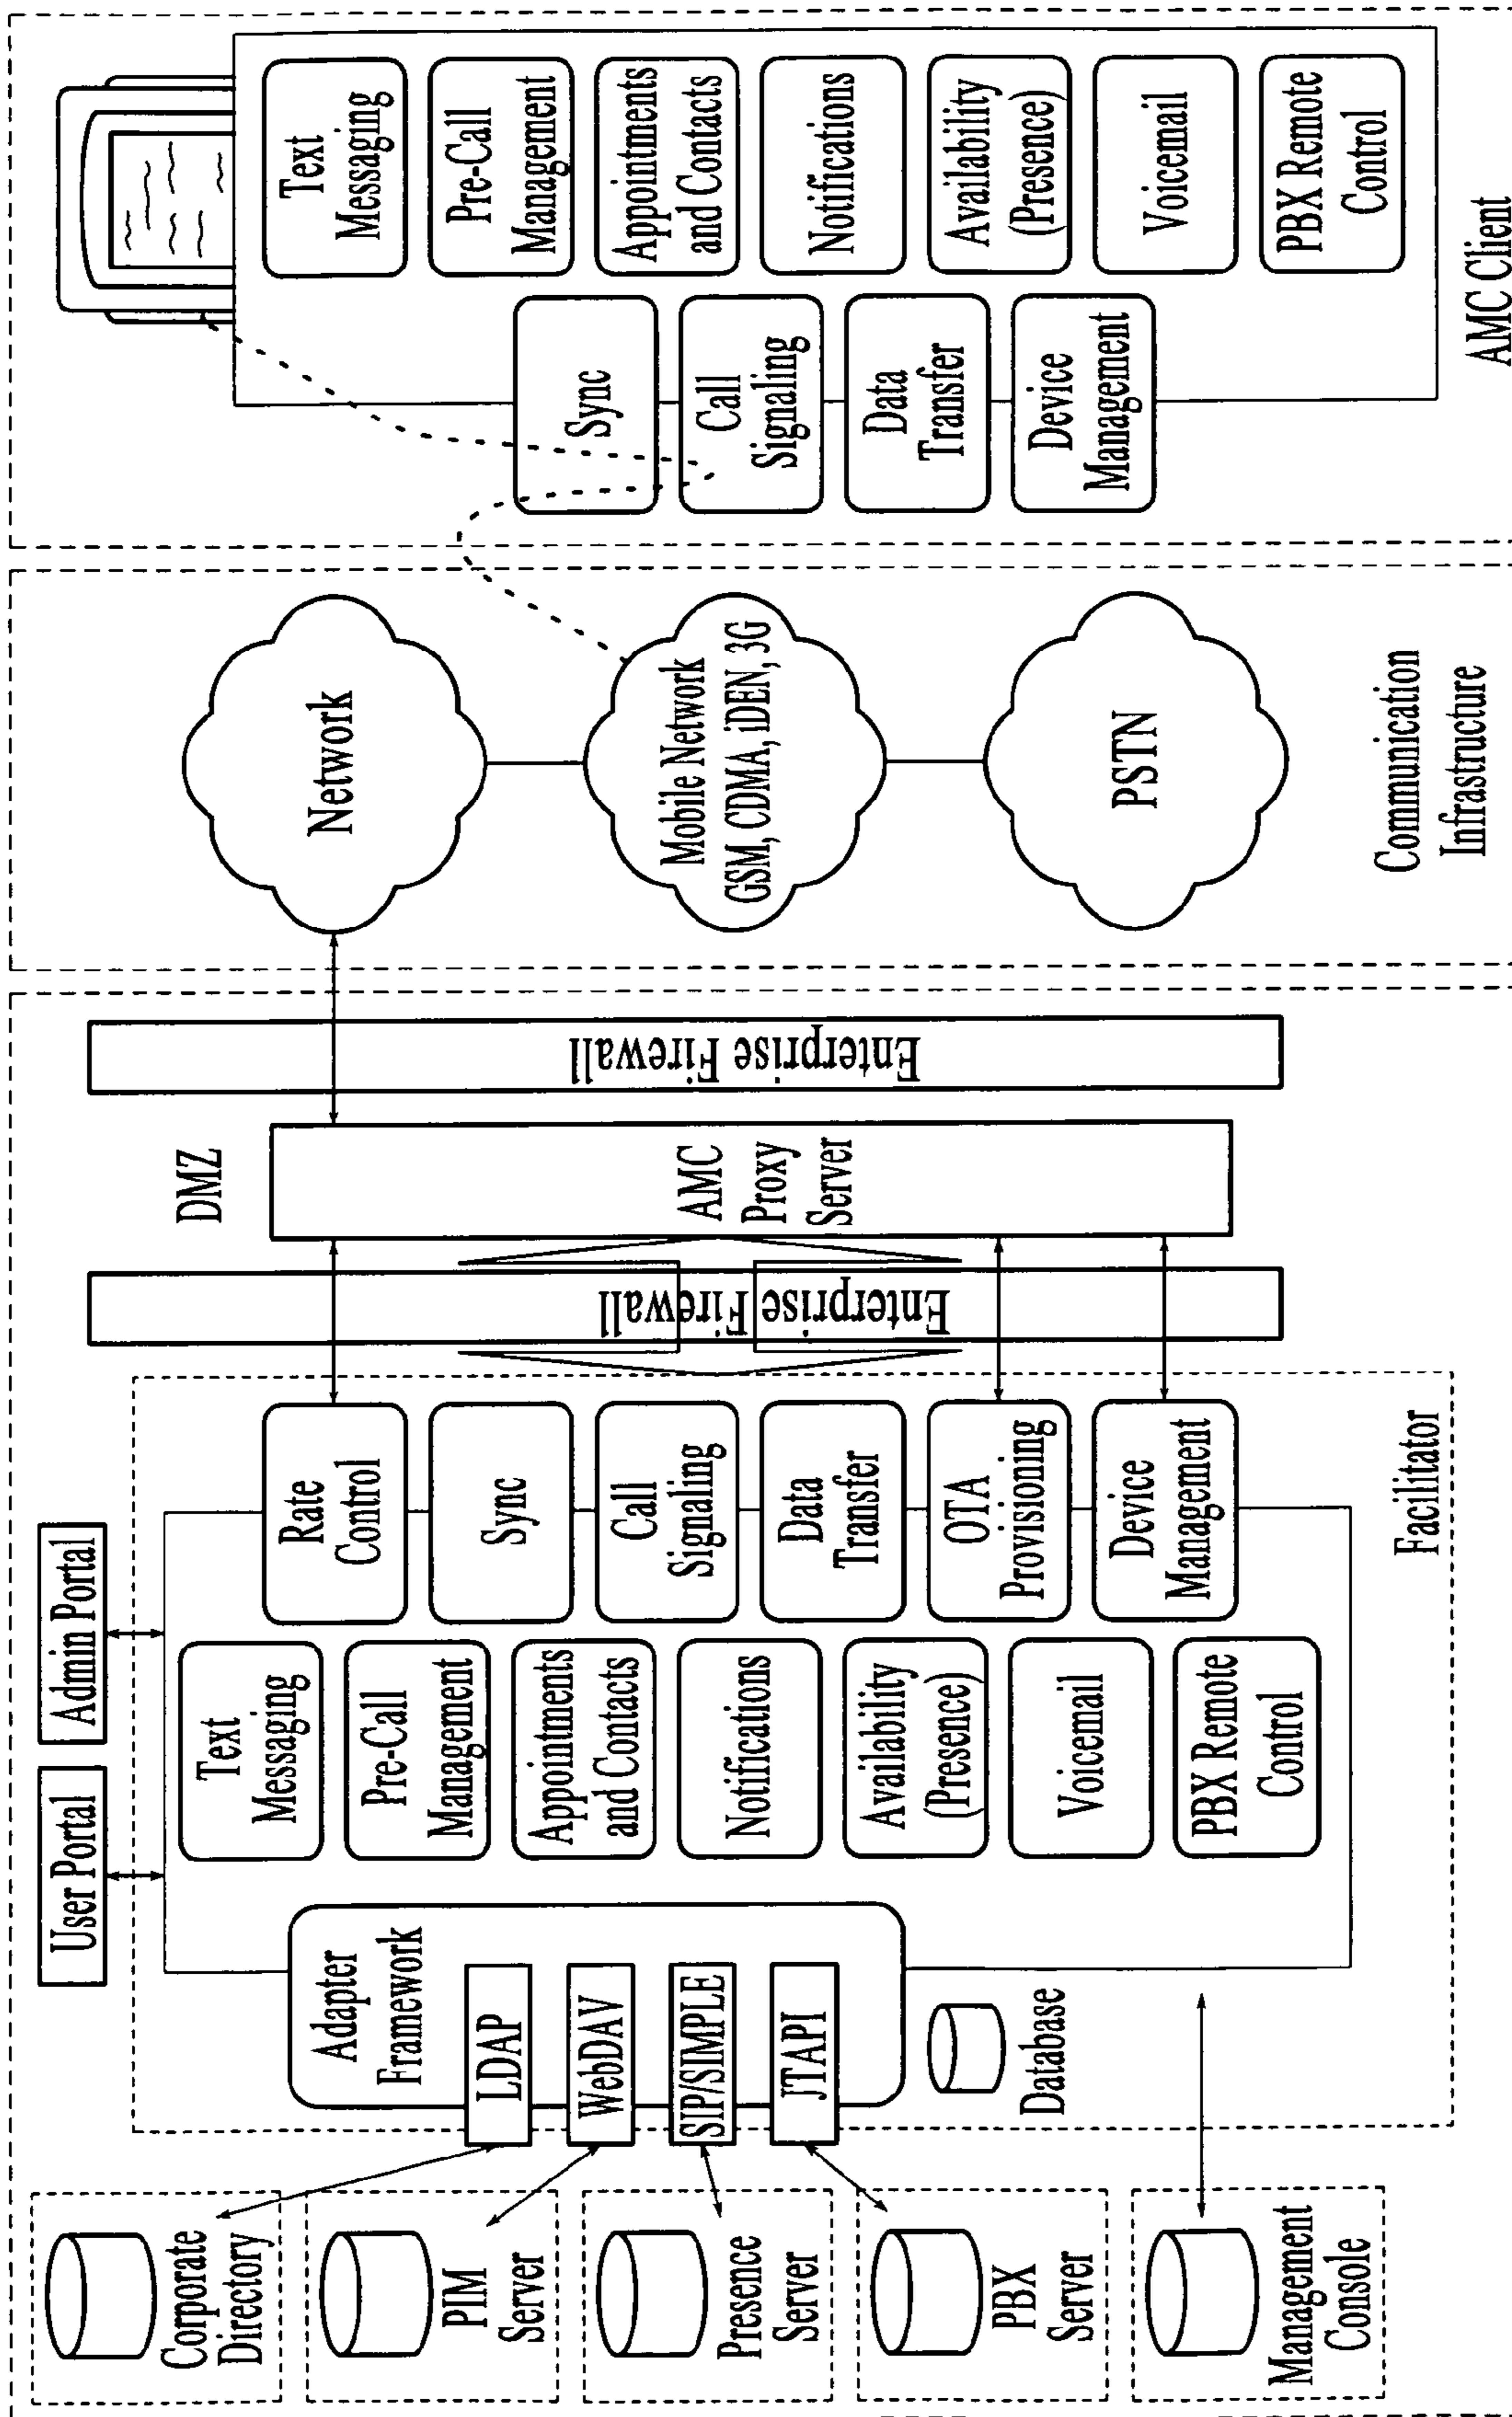 User Portal
Admin Portal
DMZ
Corporate
Directory
PIM
Server
Presence
Server
PBX
Server
Management
Console
Adapter
Framework
LDAP
WebDAV
SIP/SIMPLE
JTAPI
Database
Text
Messaging
Pre-Call
Management
Appointments
and Contacts
Notifications
Availability
(Presence)
Voicemail
PBX Remote
Control
Rate
Control
Sync
Call
Signaling
Data
Transfer
OTA
Provisioning
Device
Management
Facilitator
Enterprise Firewall
AMC
Proxy
Server
Enterprise Firewall
Network
Mobile Network
GSM, CDMA, iDEN, 3G
PSTN
Communication
Infrastructure
Sync
Call
Signaling
Data
Transfer
Device
Management
Text
Messaging
Pre-Call
Management
Appointments
and Contacts
Notifications
Availability
(Presence)
Voicemail
PBX Remote
Control
AMC Client